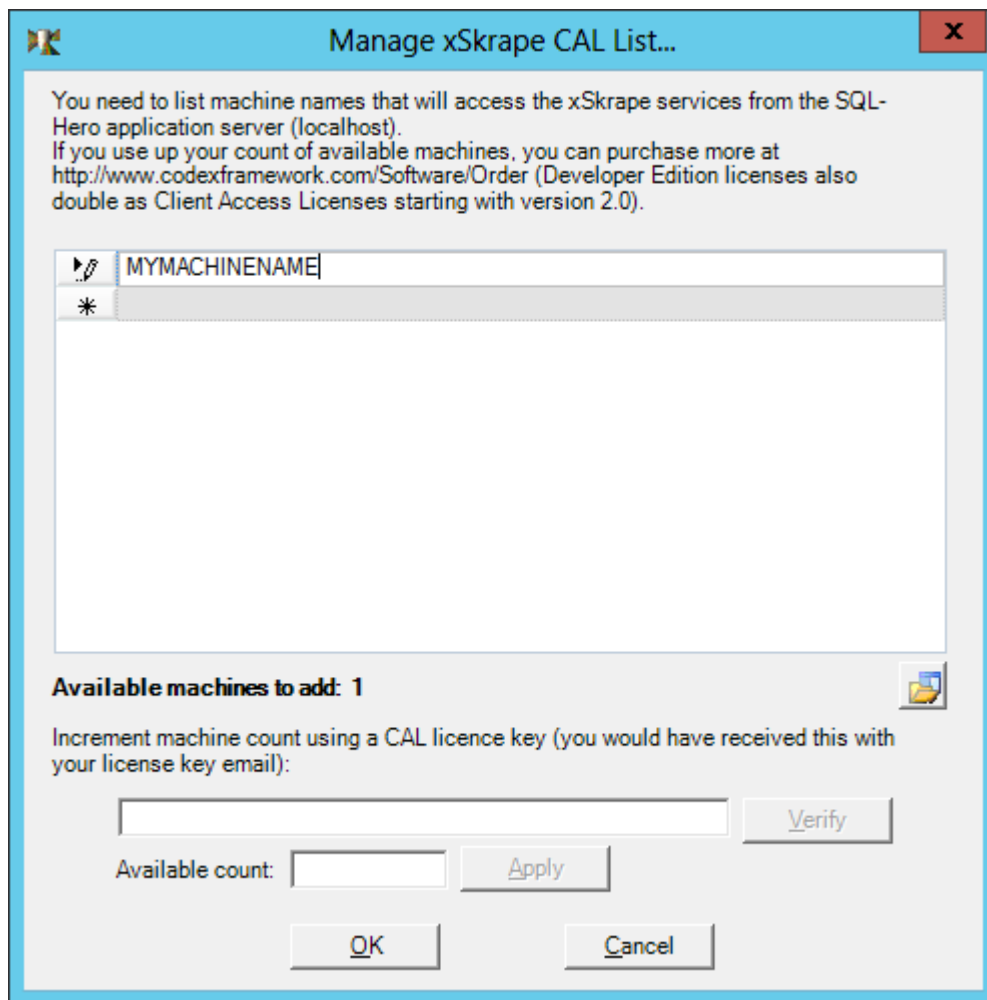 Manage xSkrape CAL List...
x
You need to list machine names that will access the xSkrape services from the SQL-
Hero application server (localhost).
If you use up your count of available machines, you can purchase more at
http://www.codexframework.com/Software/Order (Developer Edition licenses also
double as Client Access Licenses starting with version 2.0).
MYMACHINENAME
Available machines to add: 1
Increment machine count using a CAL licence key (you would have received this with
your license key email):
Verify
Available count:
Apply
OK
Cancel